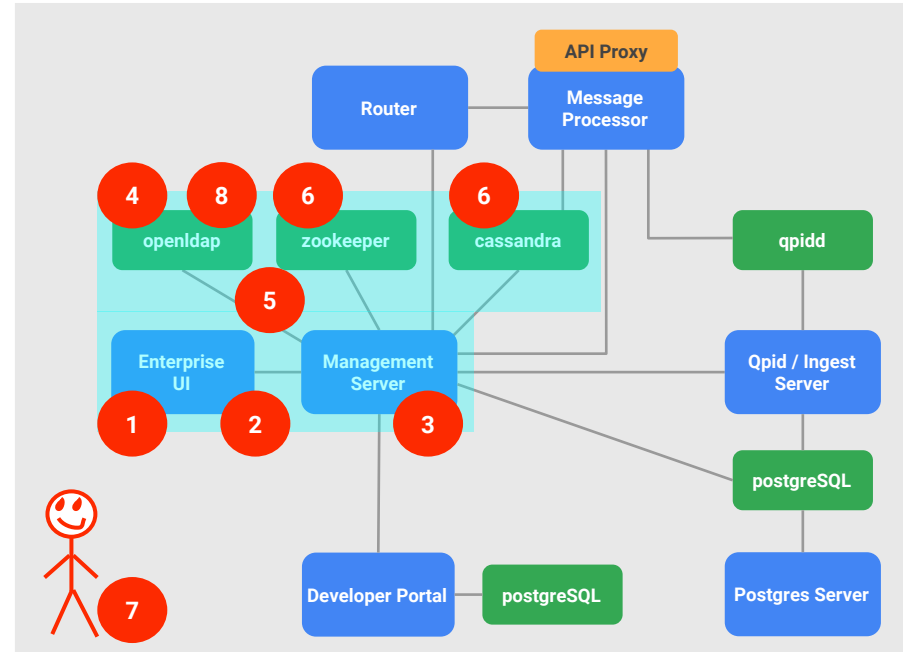 API Proxy
Router
Message
Processor
4
8
6
6
openldap
zookeeper
cassandra
qpidd
5
Enterprise
UI
Management
Server
Qpid / Ingest
Server
1
2
3
postgreSQL
Developer Portal
postgreSQL
Postgres Server
7